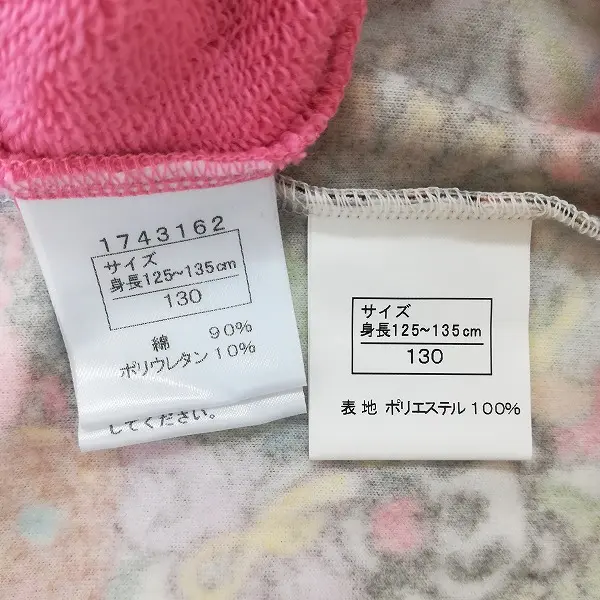 1743162
サイズ
身長125~135cm
130
綿 90%
ポリウレタン 10%
してください。
サイズ
身長125~135cm
130
表地 ポリエステル 100%